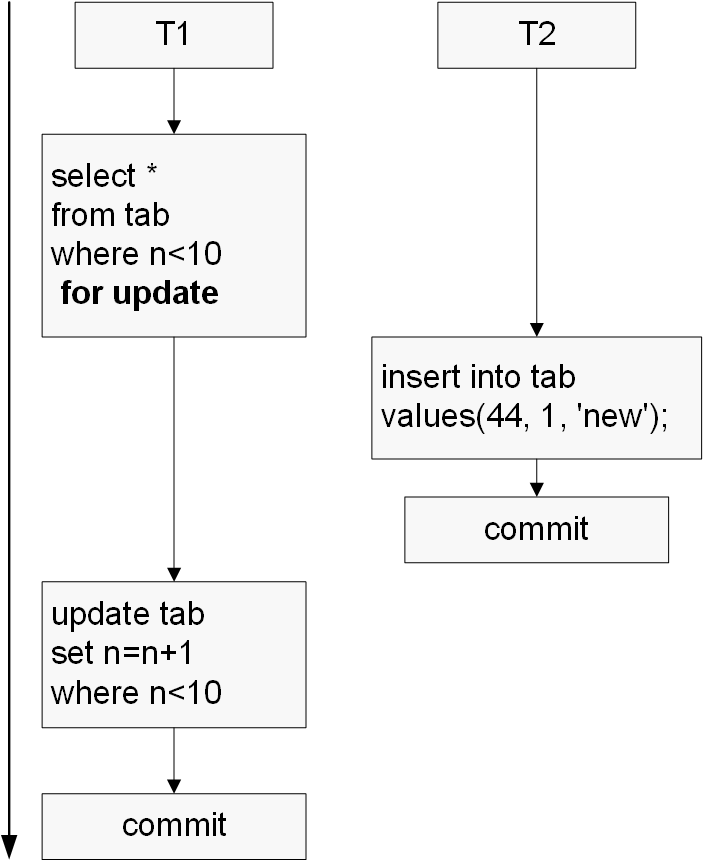 T1
T2
select *
from tab
where n<10
for update
insert into tab
values(44, 1, 'new');
commit
update tab
set n=n+1
where n<10
commit